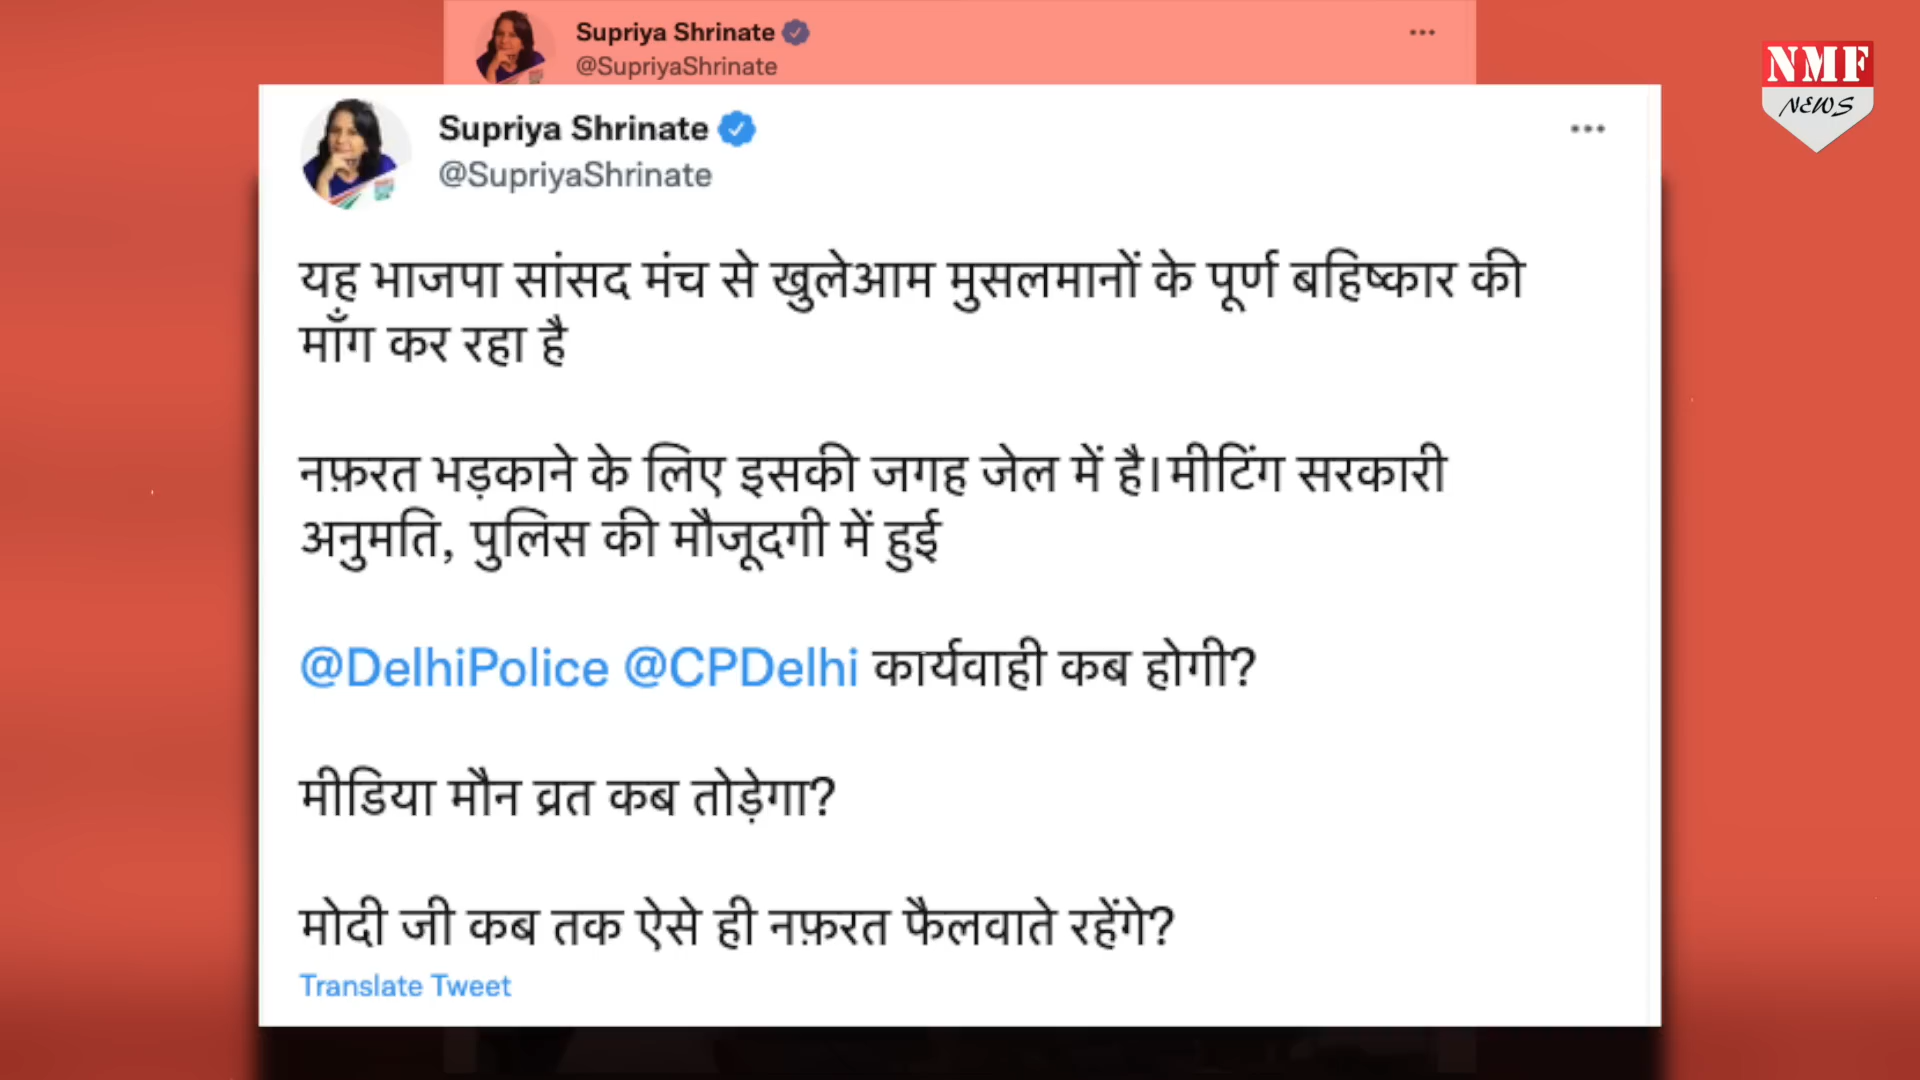 Supriya Shrinate
@SupriyaShrinate
NMF
NEWS
Supriya Shrinate
@SupriyaShrinate
यह भाजपा सांसद मंच से खुलेआम मुसलमानों के पूर्ण बहिष्कार की
माँग कर रहा है
नफ़रत भड़काने के लिए इसकी जगह जेल में है।मीटिंग सरकारी
अनुमति, पुलिस की मौजूदगी में हुई
@DelhiPolice @CPDelhi कार्यवाही कब होगी?
मीडिया मौन व्रत कब तोड़ेगा?
मोदी जी कब तक ऐसे ही नफ़रत फैलवाते रहेंगे?
Translate Tweet